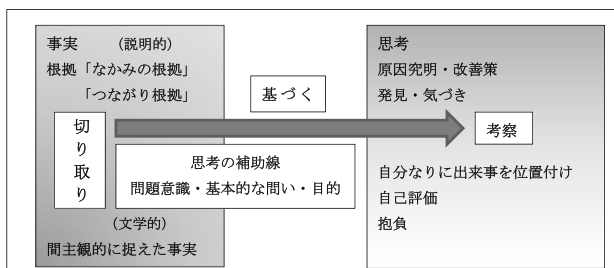 事実　（説明的）
根拠「なかみの根拠」
「つながり根拠」
切り取り
（文学的）
間主観的に捉えた事実
基づく
思考の補助線
問題意識・基本的な問い・目的
思考
原因究明・改善策
発見・気づき
考察
自分なりに出来事を位置付け
自己評価
抱負